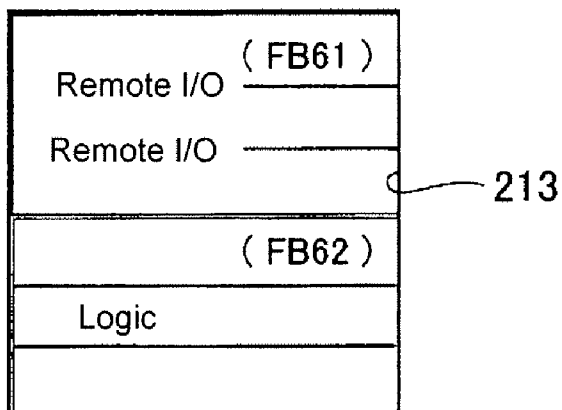 ( FB61 )
Remote I/O
Remote I/O
213
( FB62 )
Logic